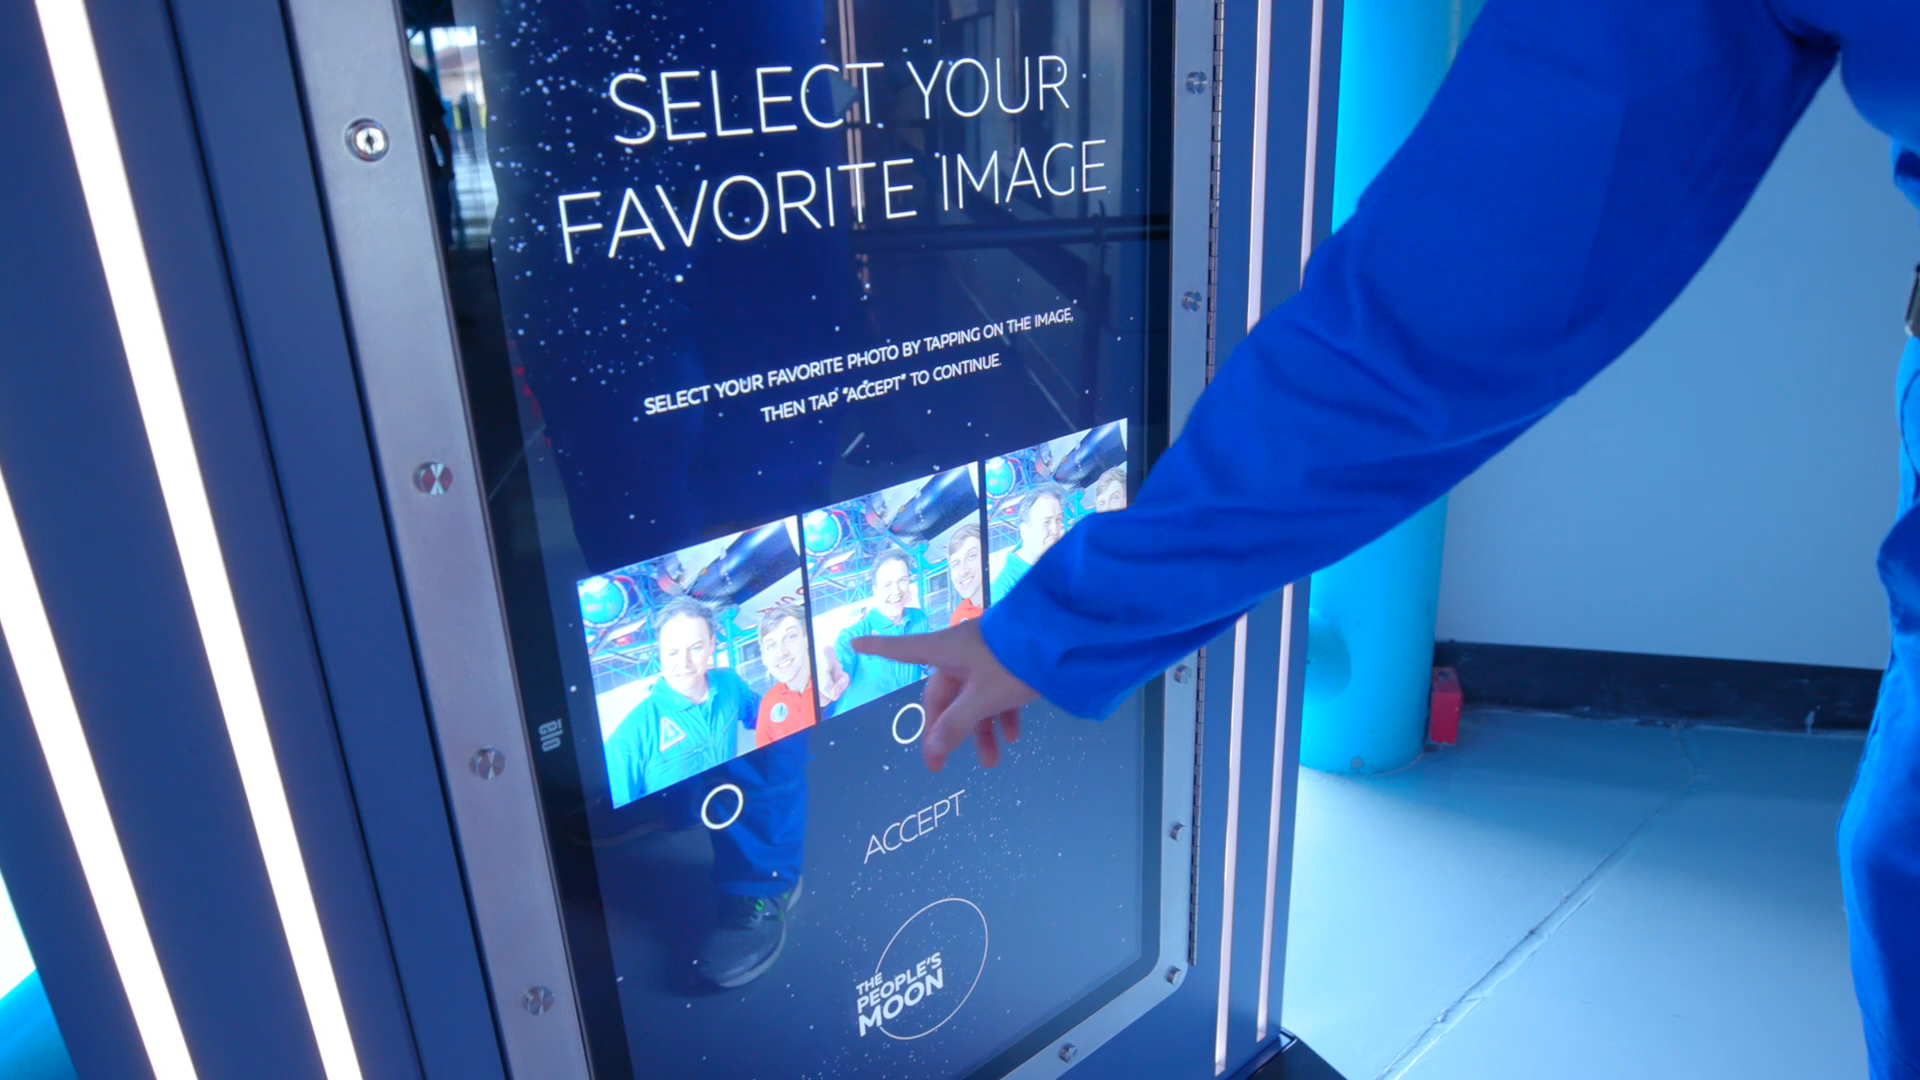 SELECT YOUR
FAVORITE IMAGE
SELECT YOUR FAVORITE PHOTO BY TAPPING ON THE IMAGE,
THEN TAP "ACCEPT" TO CONTINUE.
elo
ACCEPT
THE
PEOPLE'S
MOON